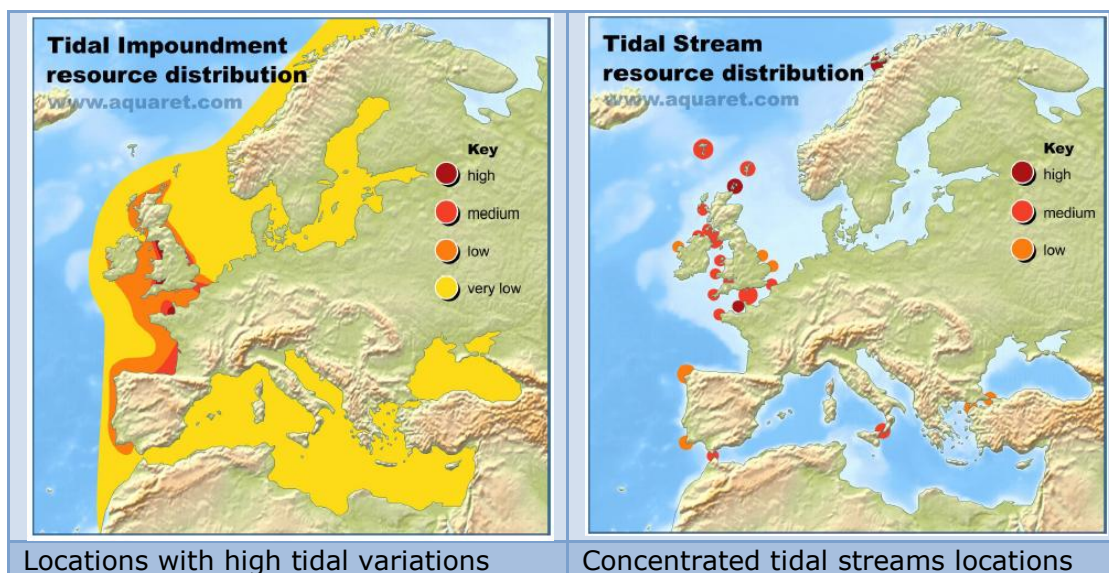 Tidal Impoundment
resource distribution
www.aquaret.com
Key
high
medium
low
very low
Locations with high tidal variations
Tidal Stream
resource distribution
www.aquaret.com
Key
high
medium
low
Concentrated tidal streams locations